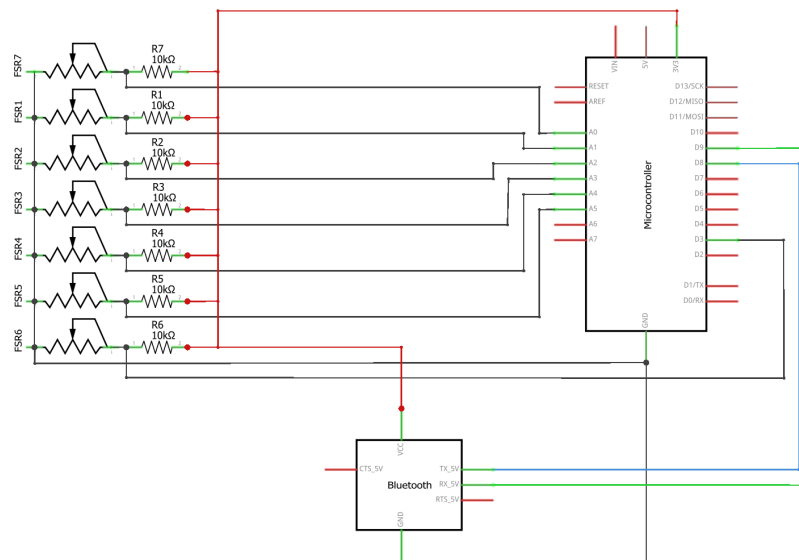 FSR7
R7
10kΩ
FSR1
R1
10kΩ
FSR2
R2
10kΩ
FSR3
R3
10kΩ
FSR4
R4
10kΩ
FSR5
R5
10kΩ
FSR6
R6
10kΩ
VIN
5V
3V3
RESET
AREF
A0
A1
A2
A3
A4
A5
A6
A7
Microcontroller
D13/SCK
D12/MISO
D11/MOSI
D10
D9
D8
D7
D6
D5
D4
D3
D2
D1/TX
D0/RX
GND
VCC
CTS_5V
Bluetooth
TX_5V
RX_5V
RTS_5V
GND